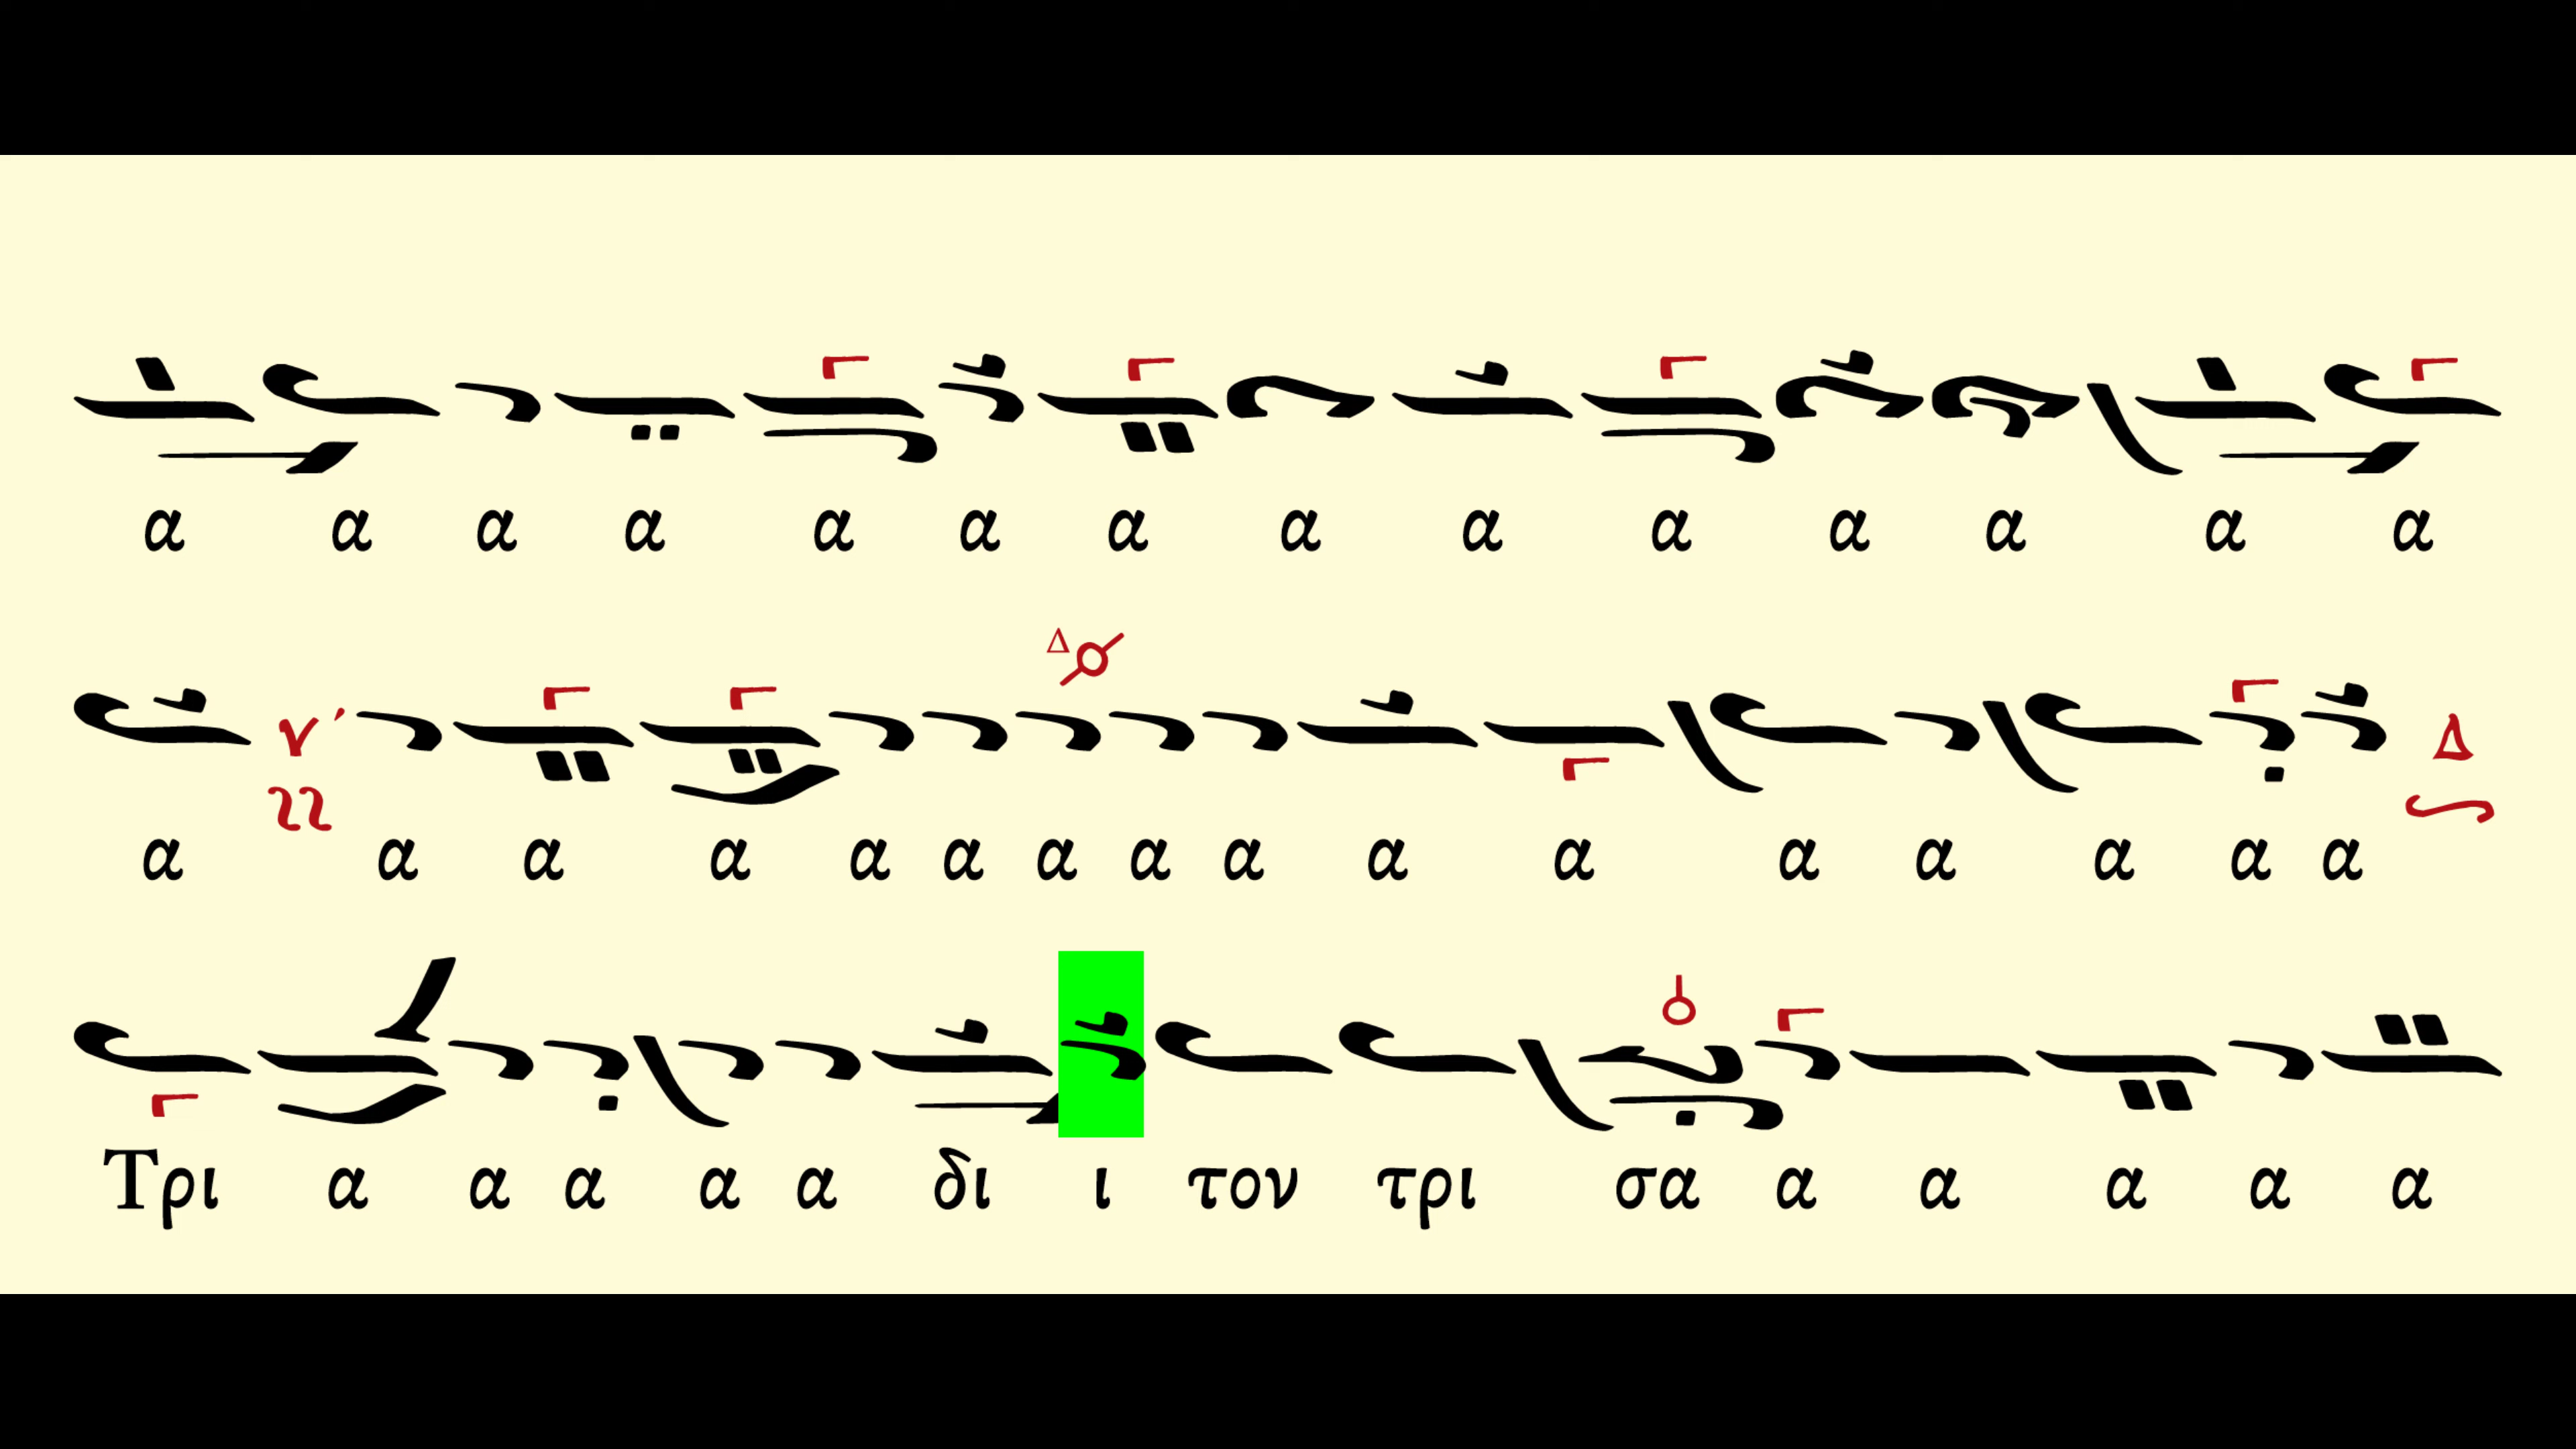 α α α α α α α α α α α α α α
Δ
α ν´ α α α α α α α α α α α α α α α Δ
Τρι α α α α α δι ι τον τρι σα α α α α α